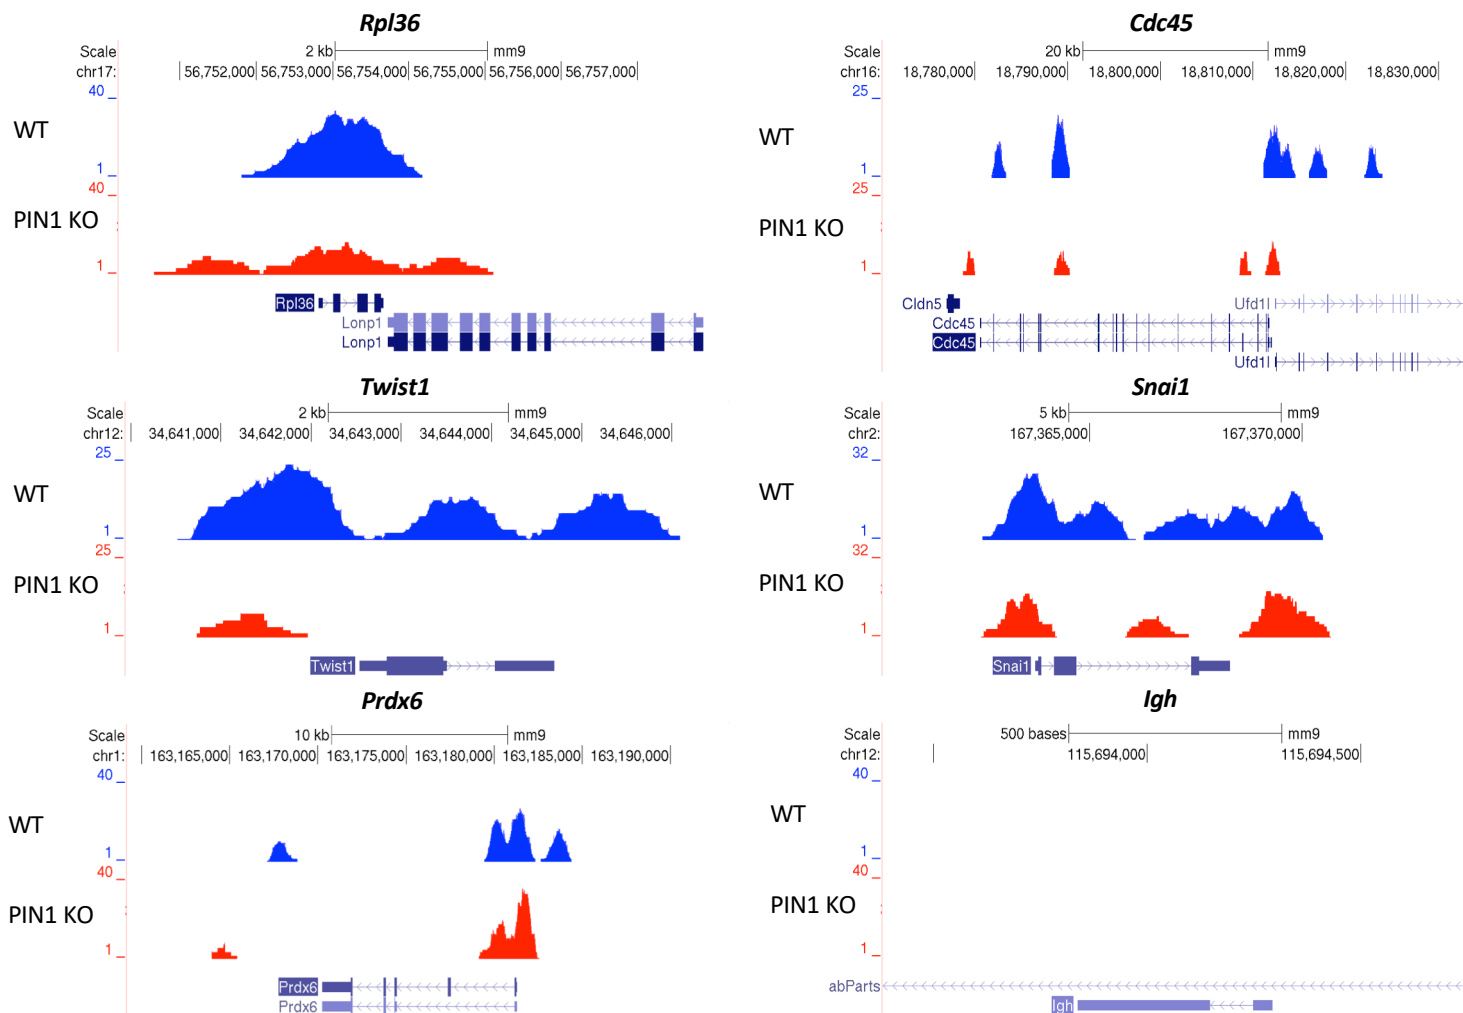 Rpl36
Scale 2 kb mm9
chr17: 56,752,000 56,753,000 56,754,000 56,755,000 56,756,000 56,757,000
40
WT
1
40
PIN1 KO
1
Rpl36
Lonp1
Lonp1
Cdc45
Scale 20 kb mm9
chr16: 18,780,000 18,790,000 18,800,000 18,810,000 18,820,000 18,830,000
25
WT
1
25
PIN1 KO
1
Cldn5 Ufd1l
Cdc45
Cdc45
Ufd1l
Twist1
Scale 2 kb mm9
chr12: 34,641,000 34,642,000 34,643,000 34,644,000 34,645,000 34,646,000
25
WT
1
25
PIN1 KO
1
Twist1
Snai1
Scale 5 kb mm9
chr2: 167,365,000 167,370,000
32
WT
1
32
PIN1 KO
1
Snai1
Prdx6
Scale 10 kb mm9
chr1: 163,165,000 163,170,000 163,175,000 163,180,000 163,185,000 163,190,000
40
WT
1
40
PIN1 KO
1
Prdx6
Prdx6
Igh
Scale 500 bases mm9
chr12: 115,694,000 115,694,500
40
WT
1
40
PIN1 KO
1
abParts
Igh